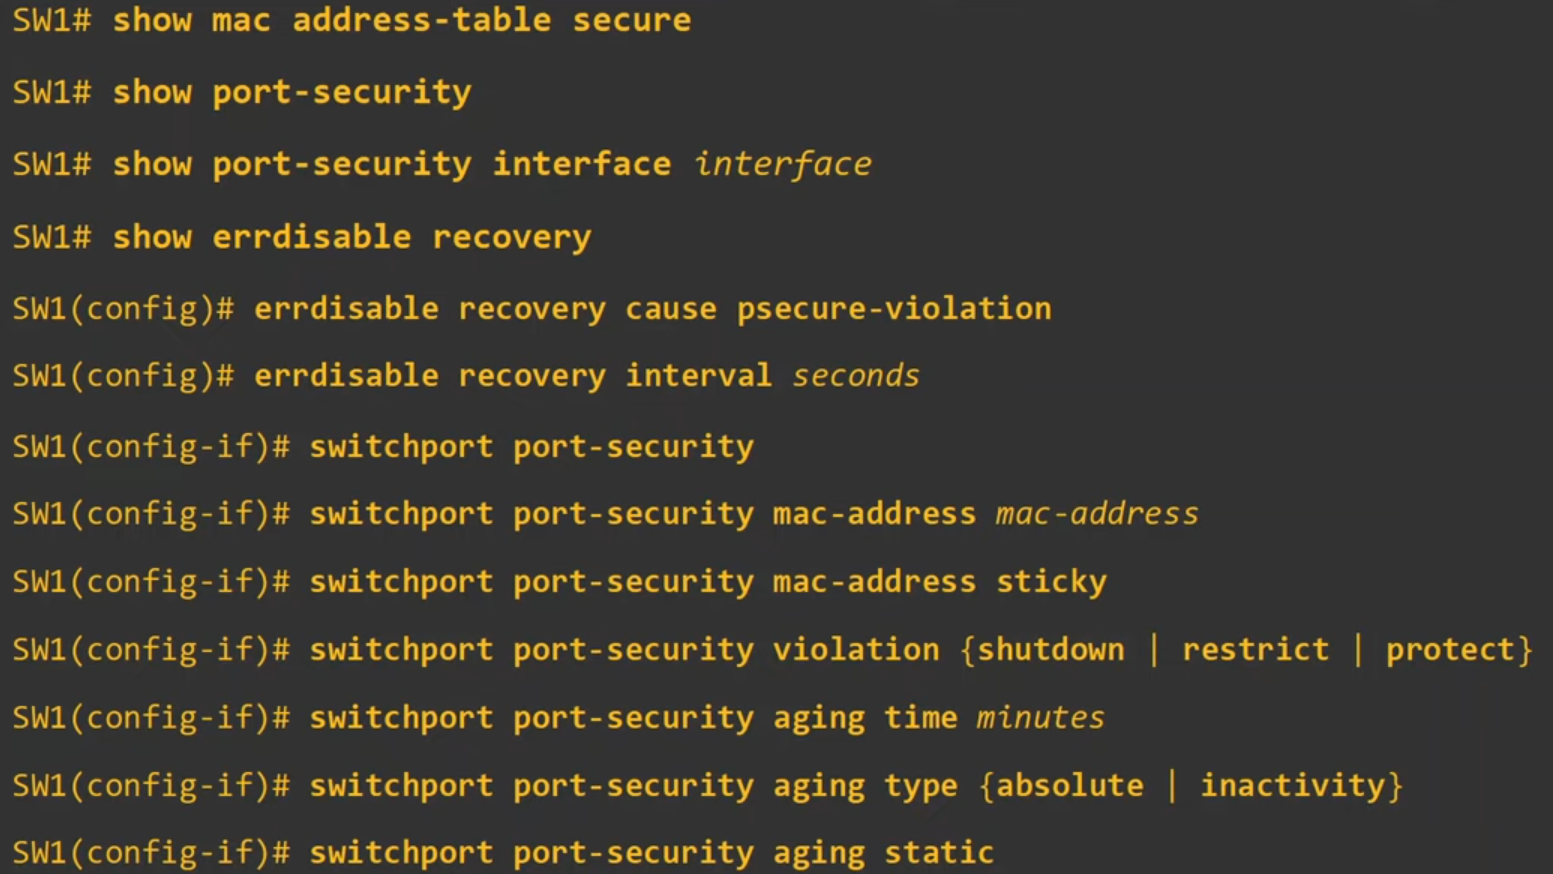 SW1# show mac address-table secure
SW1# show port-security
SW1# show port-security interface interface
SW1# show errdisable recovery
SW1(config)# errdisable recovery cause psecure-violation
SW1(config)# errdisable recovery interval seconds
SW1(config-if)# switchport port-security
SW1(config-if)# switchport port-security mac-address mac-address
SW1(config-if)# switchport port-security mac-address sticky
SW1(config-if)# switchport port-security violation {shutdown | restrict | protect}
SW1(config-if)# switchport port-security aging time minutes
SW1(config-if)# switchport port-security aging type {absolute | inactivity}
SW1(config-if)# switchport port-security aging static